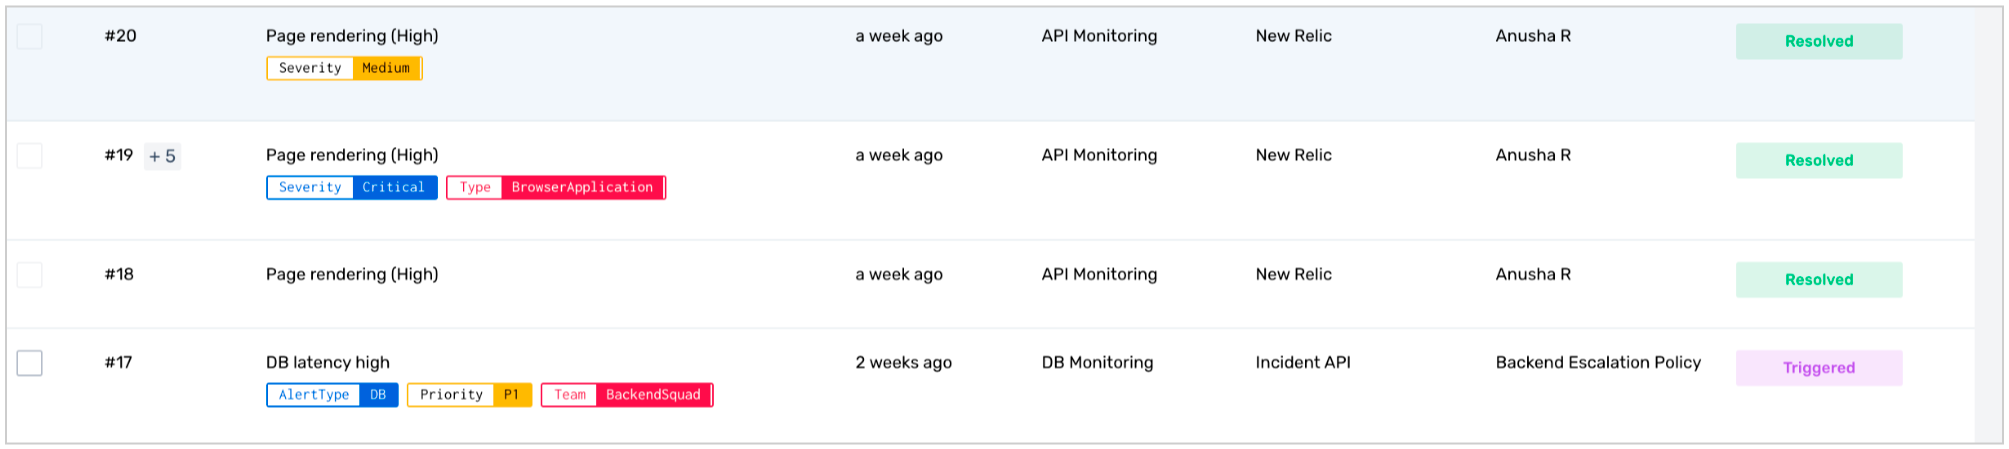 #20 Page rendering (High) a week ago API Monitoring New Relic Anusha R Resolved
Severity Medium
#19 + 5 Page rendering (High) a week ago API Monitoring New Relic Anusha R Resolved
Severity Critical Type BrowserApplication
#18 Page rendering (High) a week ago API Monitoring New Relic Anusha R Resolved
#17 DB latency high 2 weeks ago DB Monitoring Incident API Backend Escalation Policy Triggered
AlertType DB Priority P1 Team BackendSquad